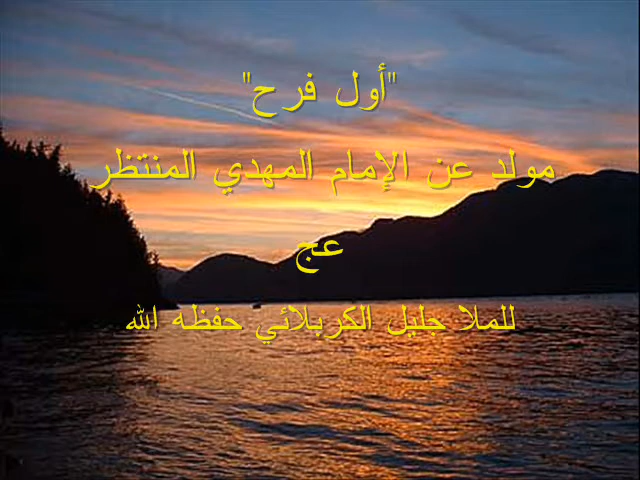 "أول فرح"
مولد عن الإمام المهدي المنتظر
عج
للملا جليل الكربلائي حفظه الله